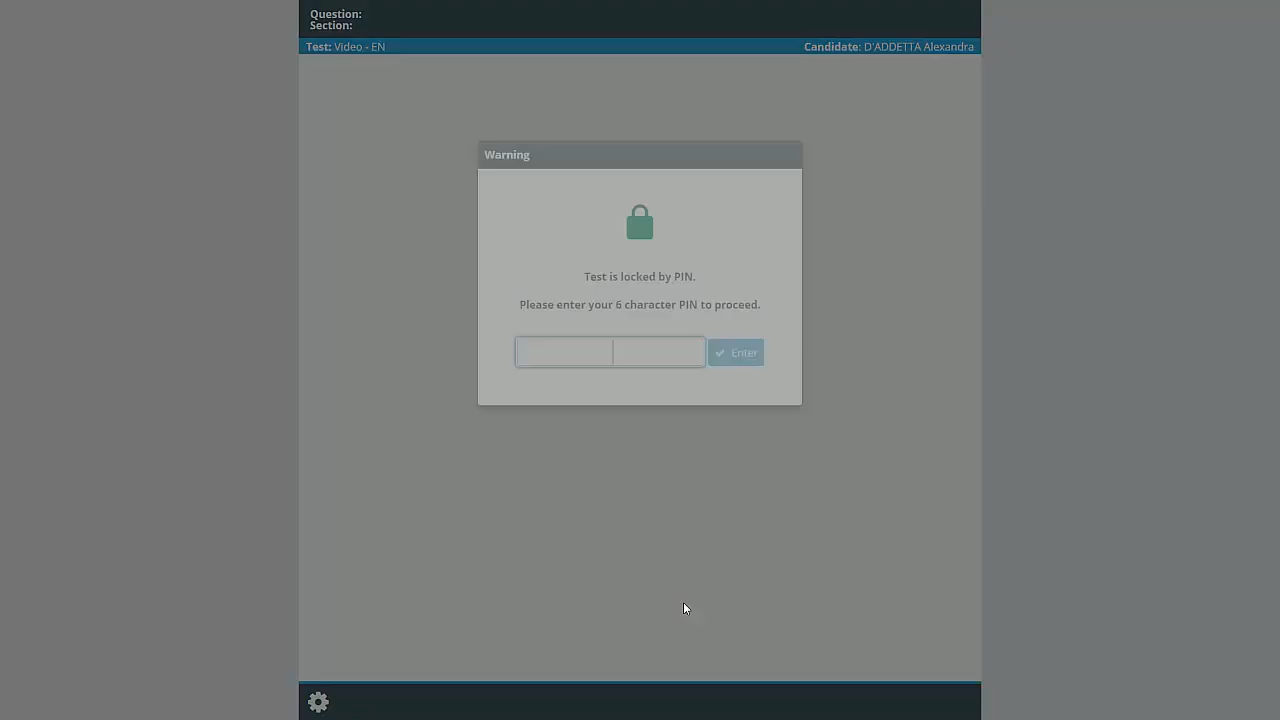 Question:
Section:
Test: Video - EN
Candidate: D'ADDETTA Alexandra
Warning
Test is locked by PIN.
Please enter your 6 character PIN to proceed.
Enter